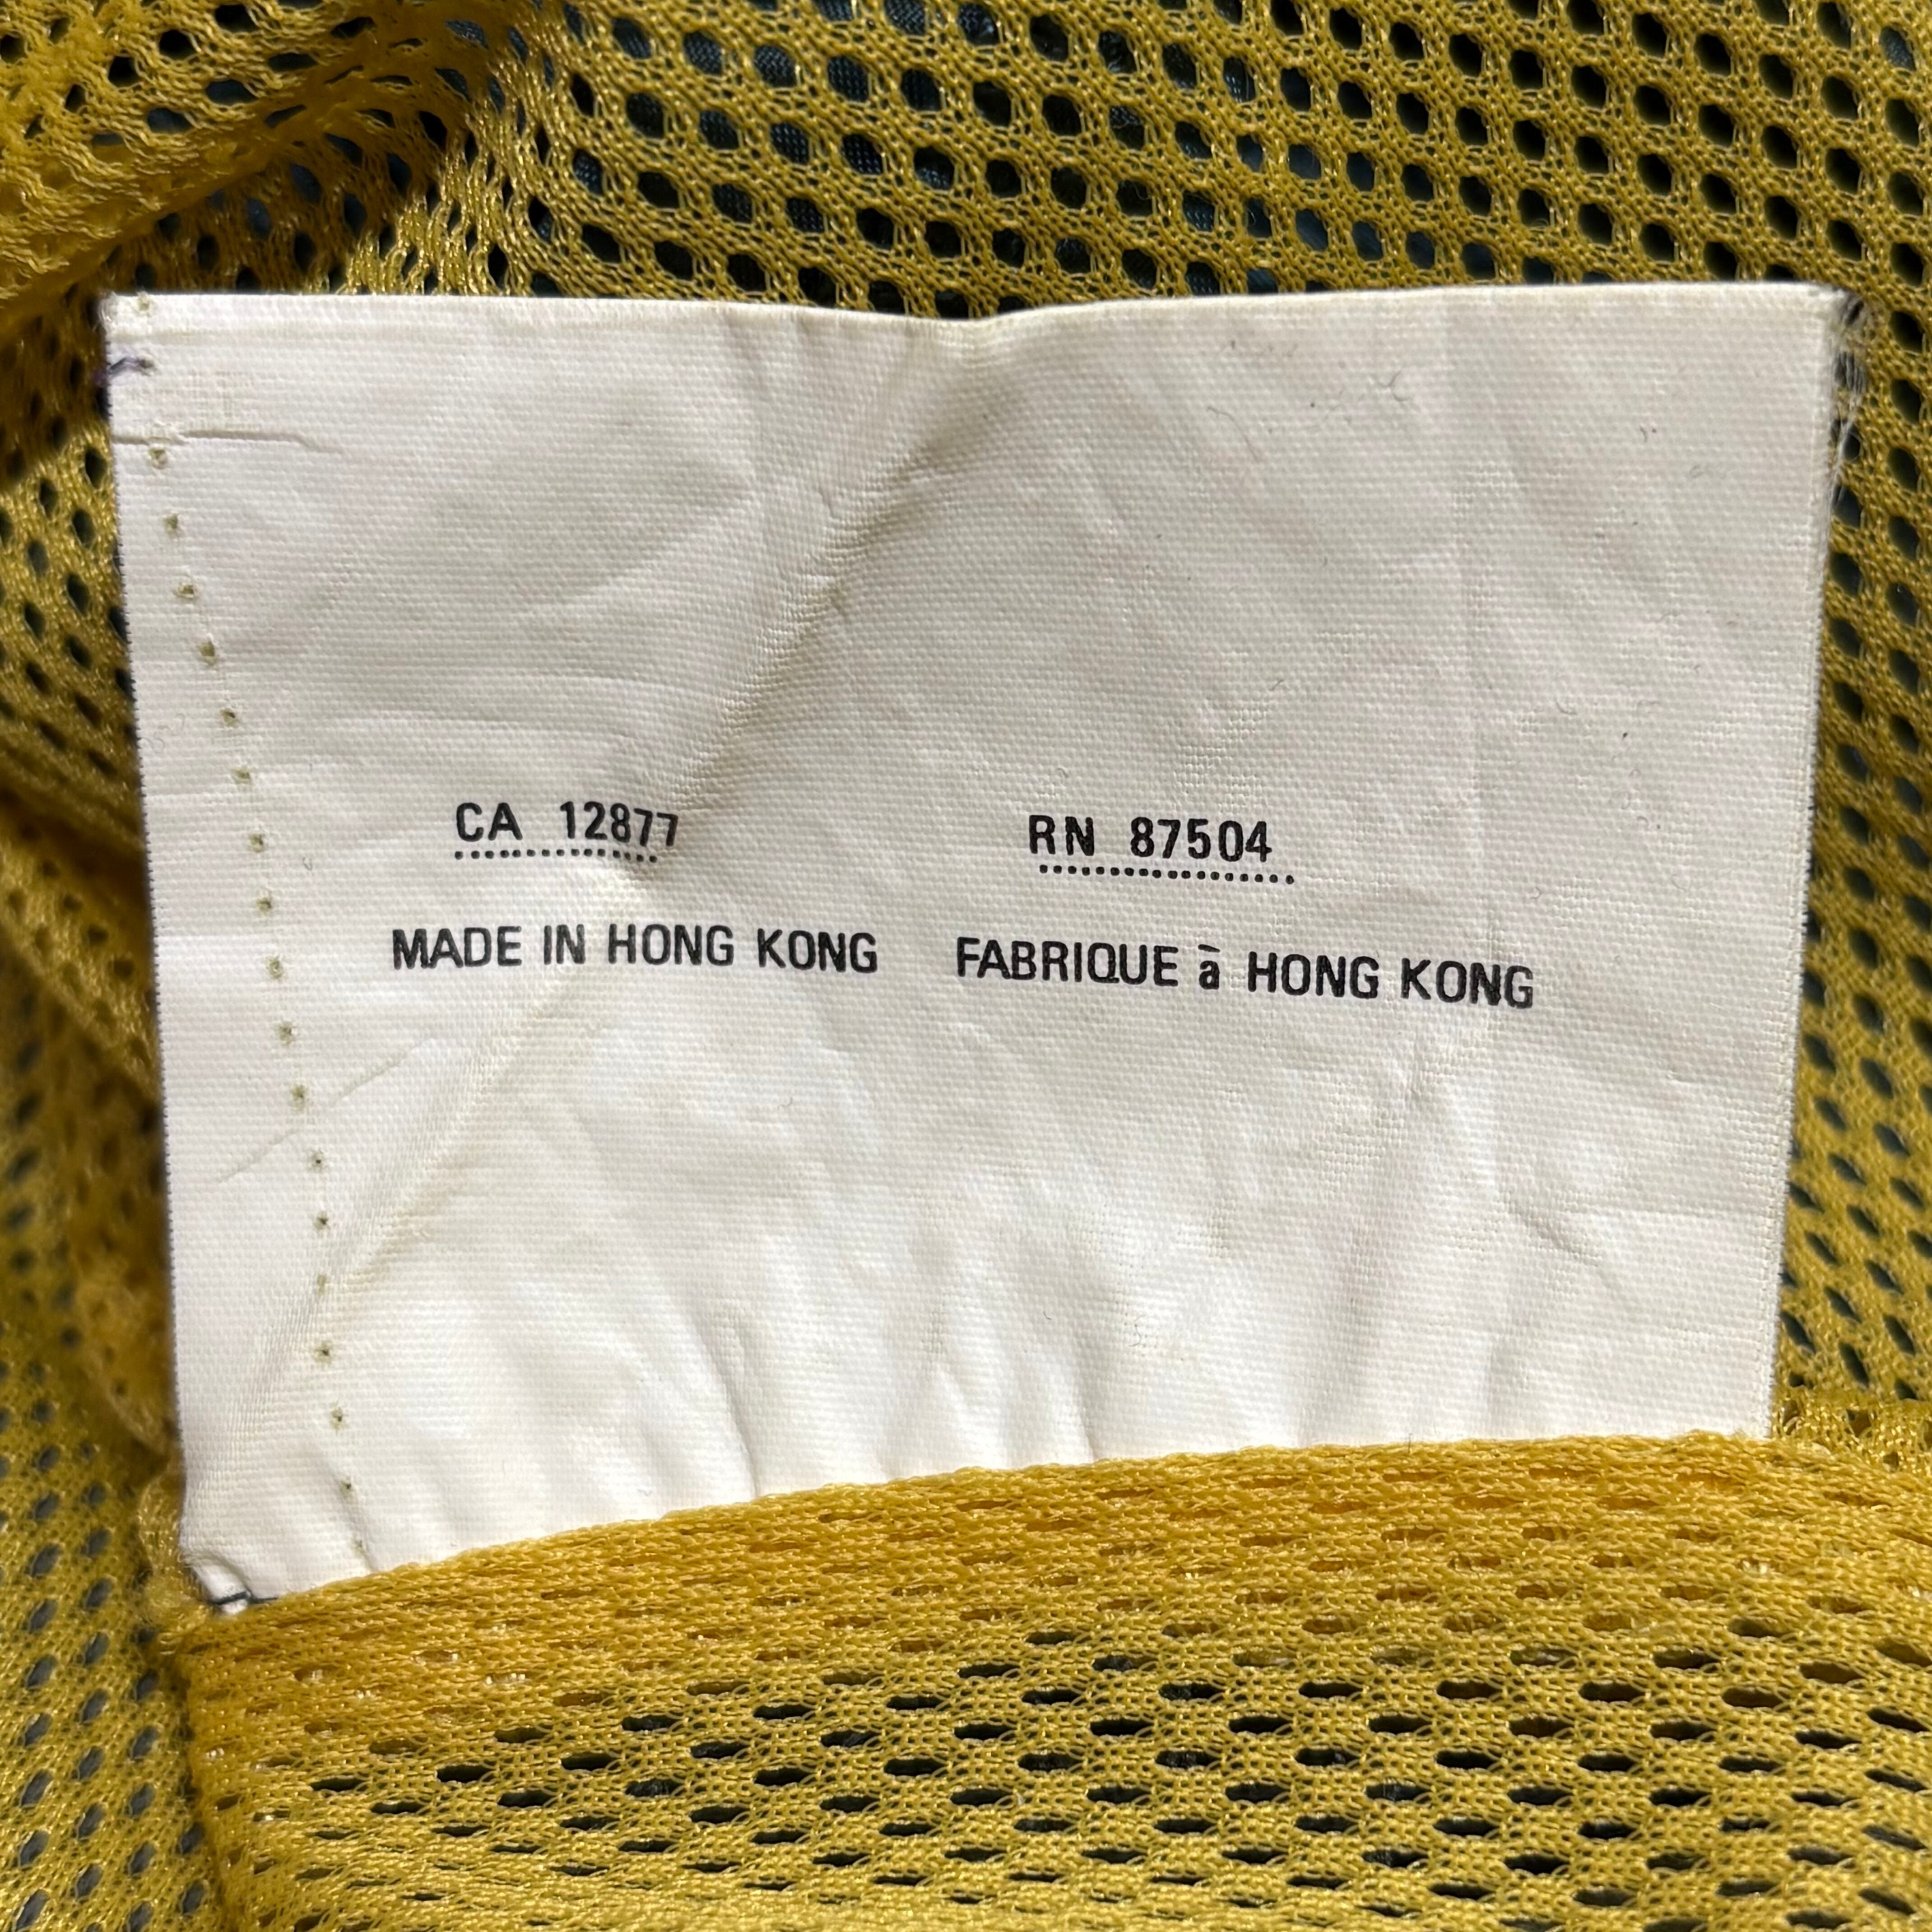 CA 12877 RN 87504
MADE IN HONG KONG FABRIQUE ā HONG KONG